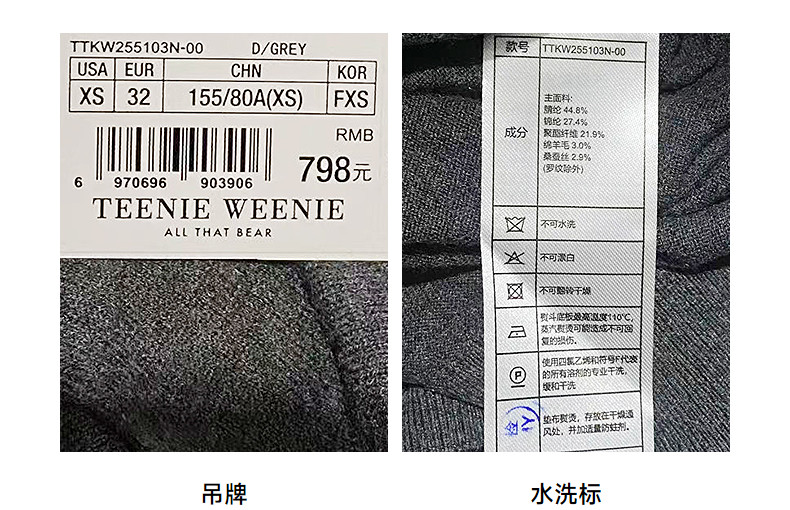 TTKW255103N-00 D/GREY
USA EUR CHN KOR
XS 32 155/80A(XS) FXS
RMB
798元
6 970696 903906
TEENIE WEENIE
ALL THAT BEAR
吊牌
款号 TTKW255103N-00
成分
主面料:
腈纶 44.8%
锦纶 27.4%
聚酯纤维 21.9%
绵羊毛 3.0%
桑蚕丝 2.9%
(罗纹除外)
不可水洗
不可漂白
不可翻转干燥
熨斗底板最高温度110℃,
蒸汽熨烫可能造成不可回
复的损伤。
P
使用四氯乙烯和符号F代表
的所有溶剂的专业干洗,
缓和干洗
垫布熨烫，存放在干燥通
风处，并加适量防蛀剂。
水洗标